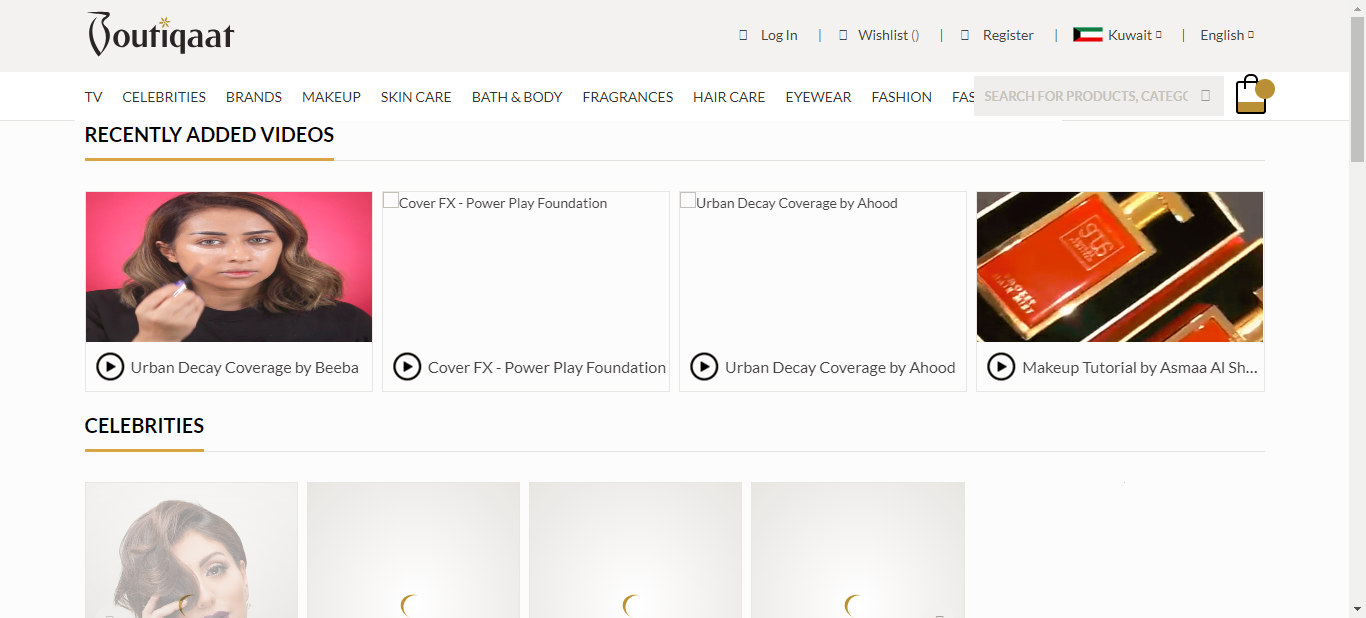 Boutiqaat
Log In | Wishlist () | Register | Kuwait | English
TV CELEBRITIES BRANDS MAKEUP SKIN CARE BATH & BODY FRAGRANCES HAIR CARE EYEWEAR FASHION FAS SEARCH FOR PRODUCTS, CATEGO
RECENTLY ADDED VIDEOS
Cover FX - Power Play Foundation
Urban Decay Coverage by Ahood
Urban Decay Coverage by Beeba
Cover FX - Power Play Foundation
Urban Decay Coverage by Ahood
Makeup Tutorial by Asmaa Al Sh...
CELEBRITIES